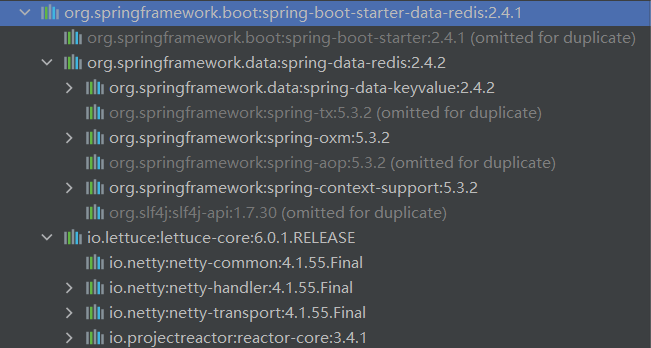 org.springframework.boot:spring-boot-starter-data-redis:2.4.1
org.springframework.boot:spring-boot-starter:2.4.1 (omitted for duplicate)
org.springframework.data:spring-data-redis:2.4.2
org.springframework.data:spring-data-keyvalue:2.4.2
org.springframework:spring-tx:5.3.2 (omitted for duplicate)
org.springframework:spring-oxm:5.3.2
org.springframework:spring-aop:5.3.2 (omitted for duplicate)
org.springframework:spring-context-support:5.3.2
org.slf4j:slf4j-api:1.7.30 (omitted for duplicate)
io.lettuce:lettuce-core:6.0.1.RELEASE
io.netty:netty-common:4.1.55.Final
io.netty:netty-handler:4.1.55.Final
io.netty:netty-transport:4.1.55.Final
io.projectreactor:reactor-core:3.4.1